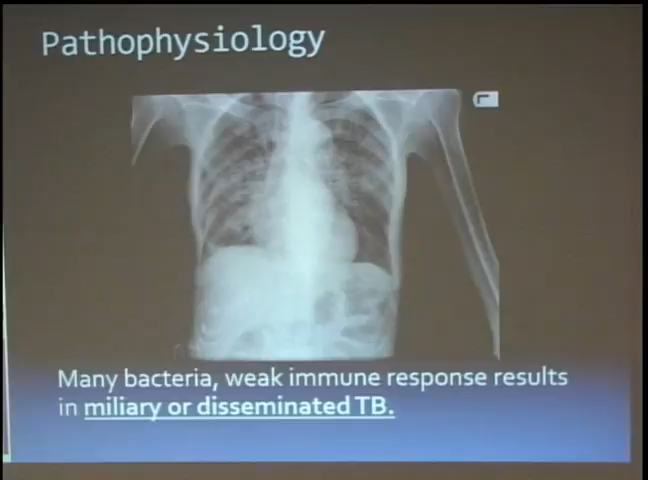 Pathophysiology
Many bacteria, weak immune response results
in miliary or disseminated TB.